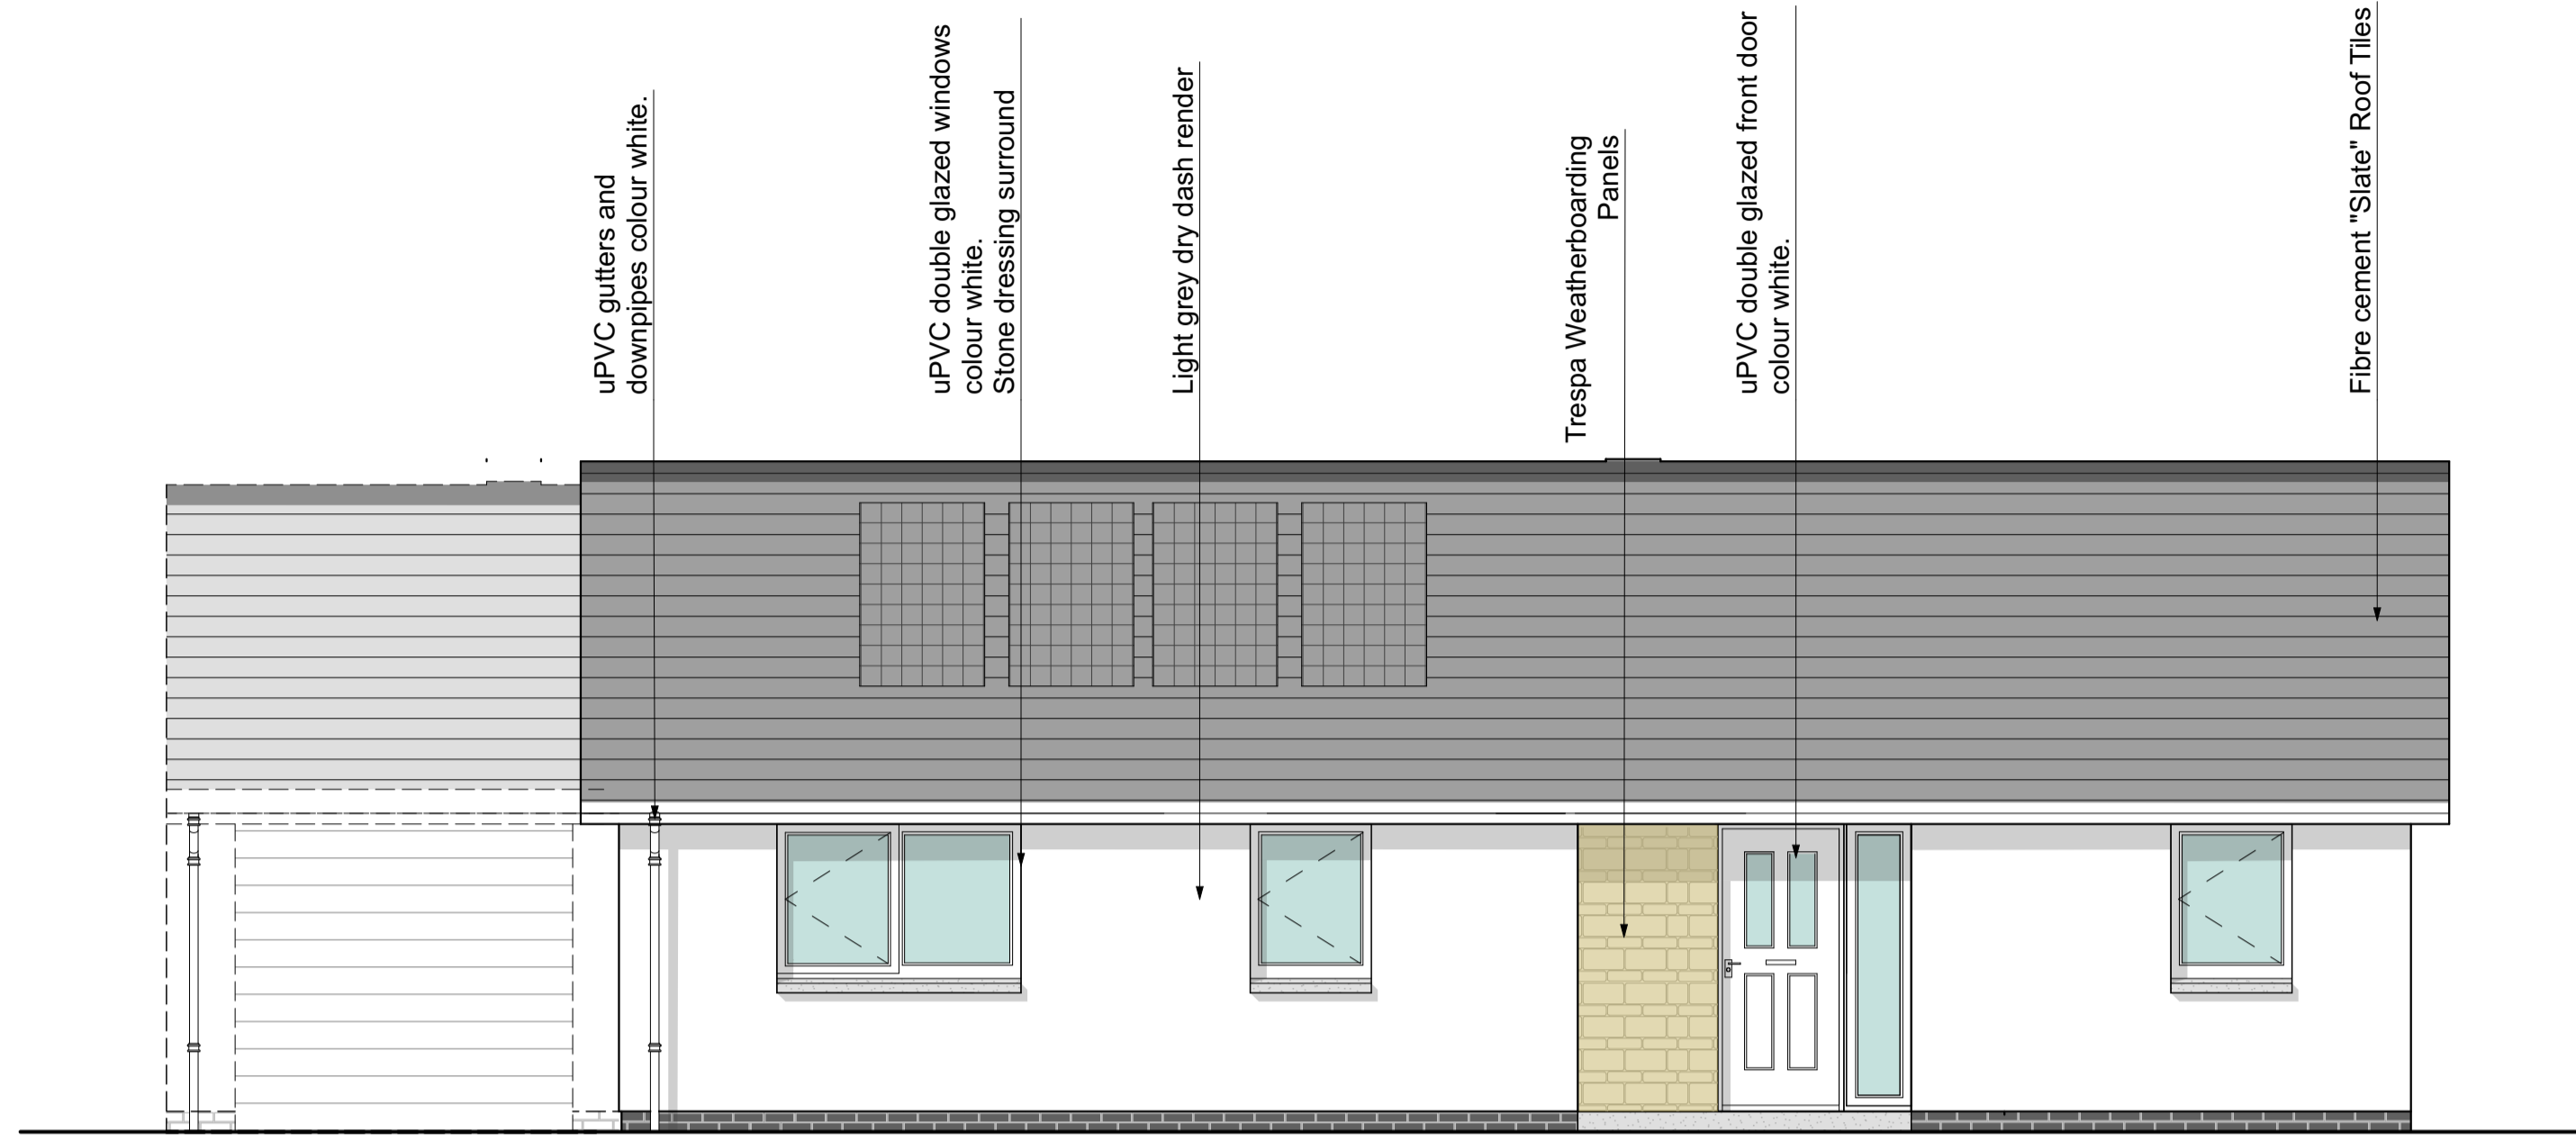 uPVC gutters and
downpipes colour white.
uPVC double glazed windows
colour white.
Stone dressing surround
Light grey dry dash render
Trespa Weatherboarding
Panels
uPVC double glazed front door
colour white.
Fibre cement "Slate" Roof Tiles